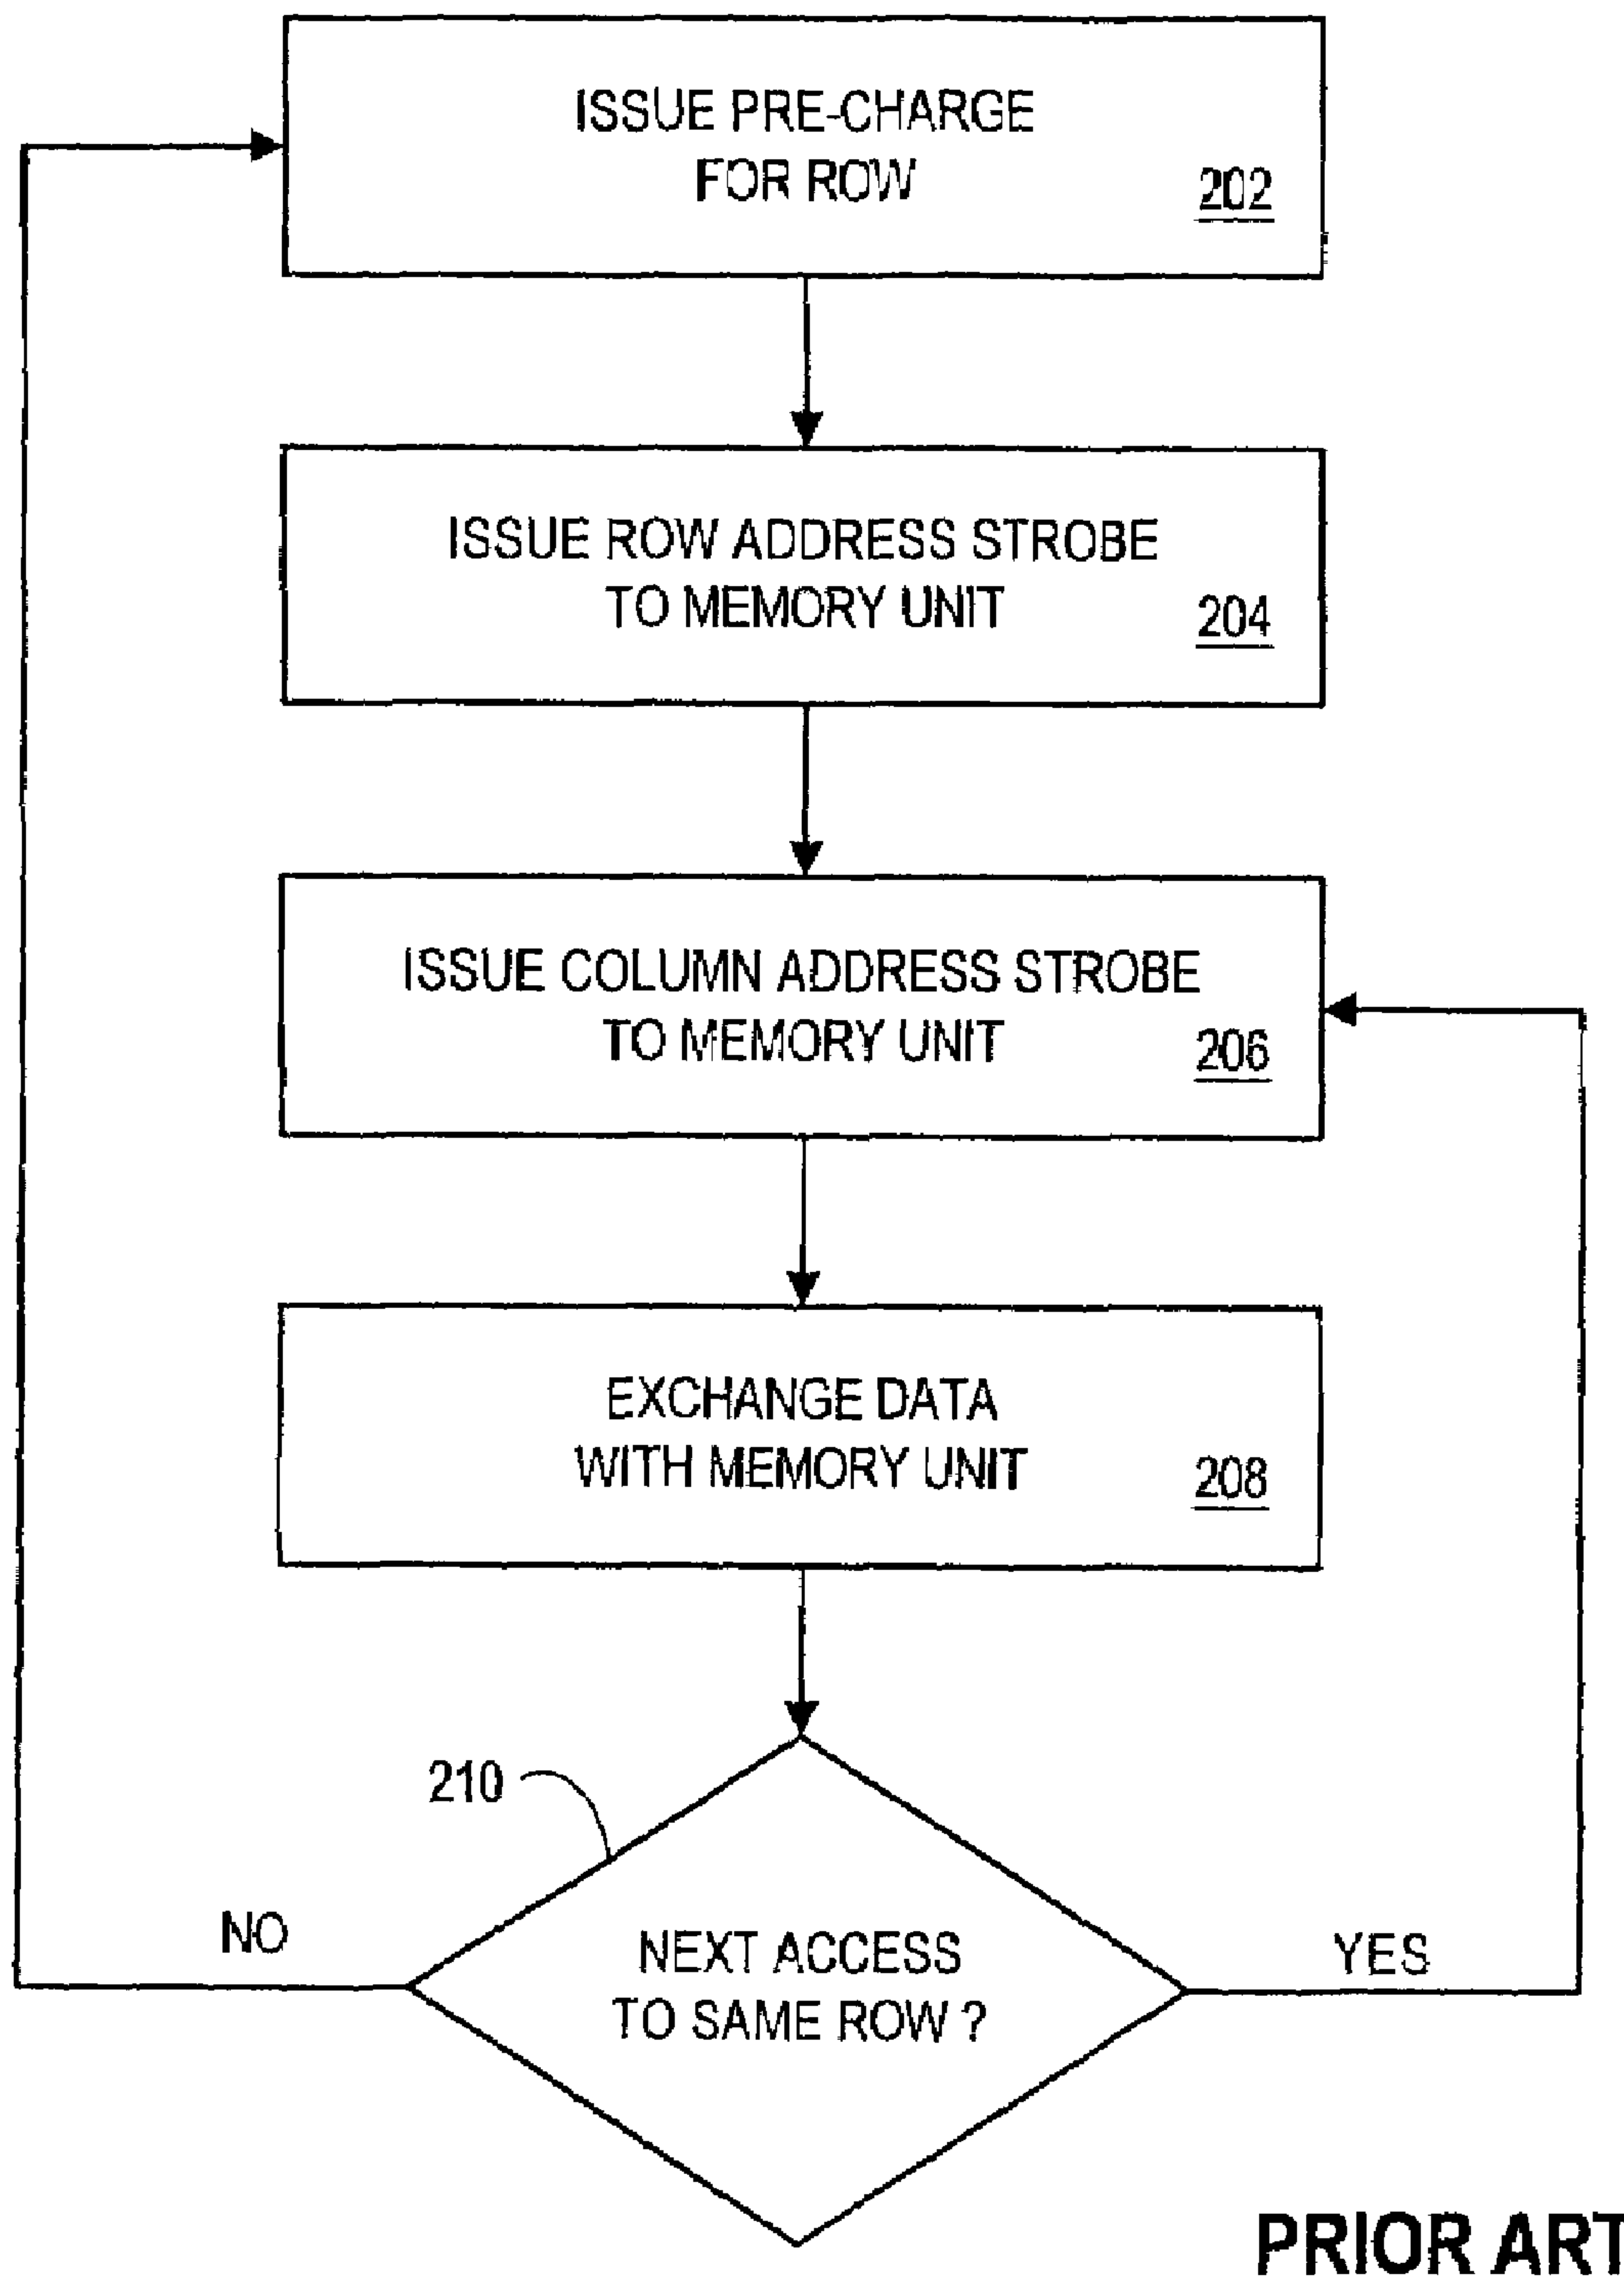 ISSUE PRE-CHARGE
FOR ROW
202
ISSUE ROW ADDRESS STROBE
TO MEMORY UNIT
204
ISSUE COLUMN ADDRESS STROBE
TO MEMORY UNIT
206
EXCHANGE DATA
WITH MEMORY UNIT
208
210
NO
NEXT ACCESS
TO SAME ROW ?
YES
PRIOR ART